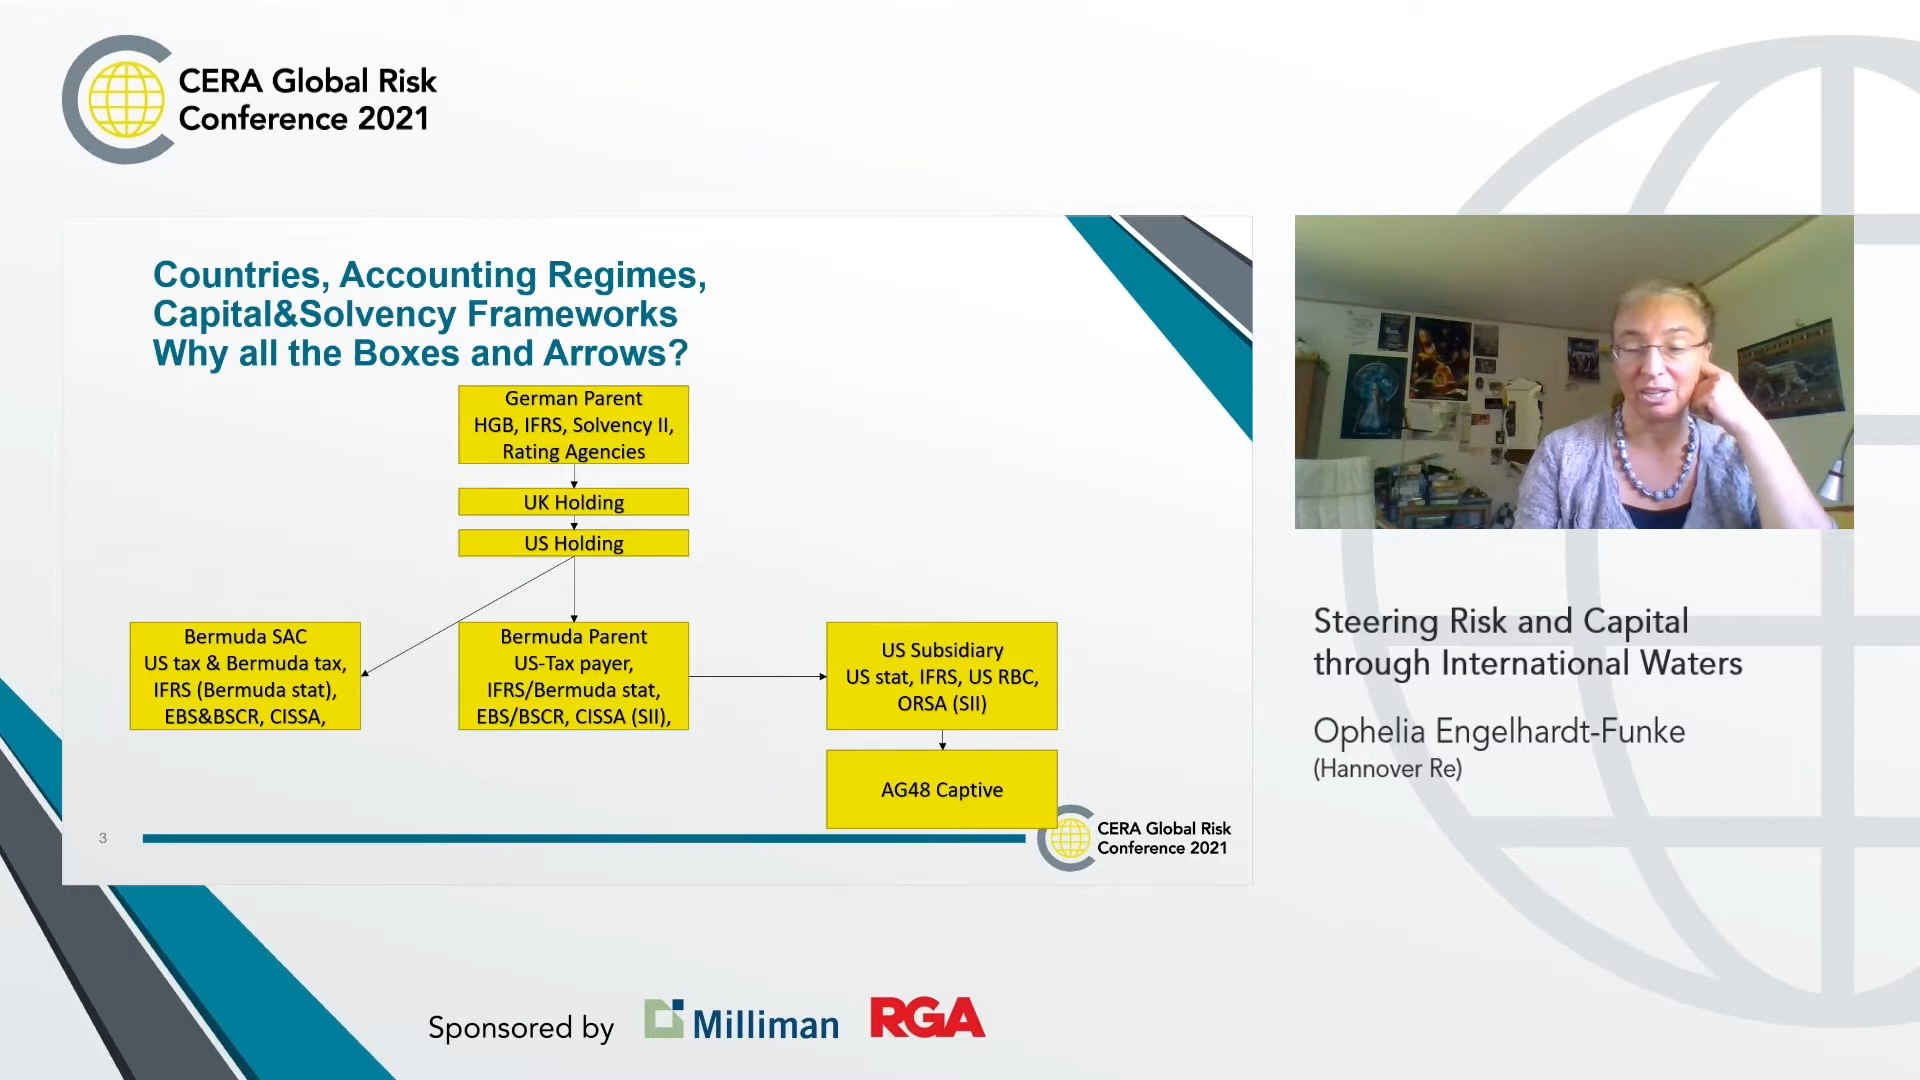 CERA Global Risk
Conference 2021
Countries, Accounting Regimes,
Capital&Solvency Frameworks
Why all the Boxes and Arrows?
German Parent
HGB, IFRS, Solvency II,
Rating Agencies
UK Holding
US Holding
Bermuda SAC
US tax & Bermuda tax,
IFRS (Bermuda stat),
EBS&BSCR, CISSA,
Bermuda Parent
US-Tax payer,
IFRS/Bermuda stat,
EBS/BSCR, CISSA (SII),
US Subsidiary
US stat, IFRS, US RBC,
ORSA (SII)
AG48 Captive
3
CERA Global Risk
Conference 2021
Steering Risk and Capital
through International Waters
Ophelia Engelhardt-Funke
(Hannover Re)
Sponsored by
Milliman
RGA